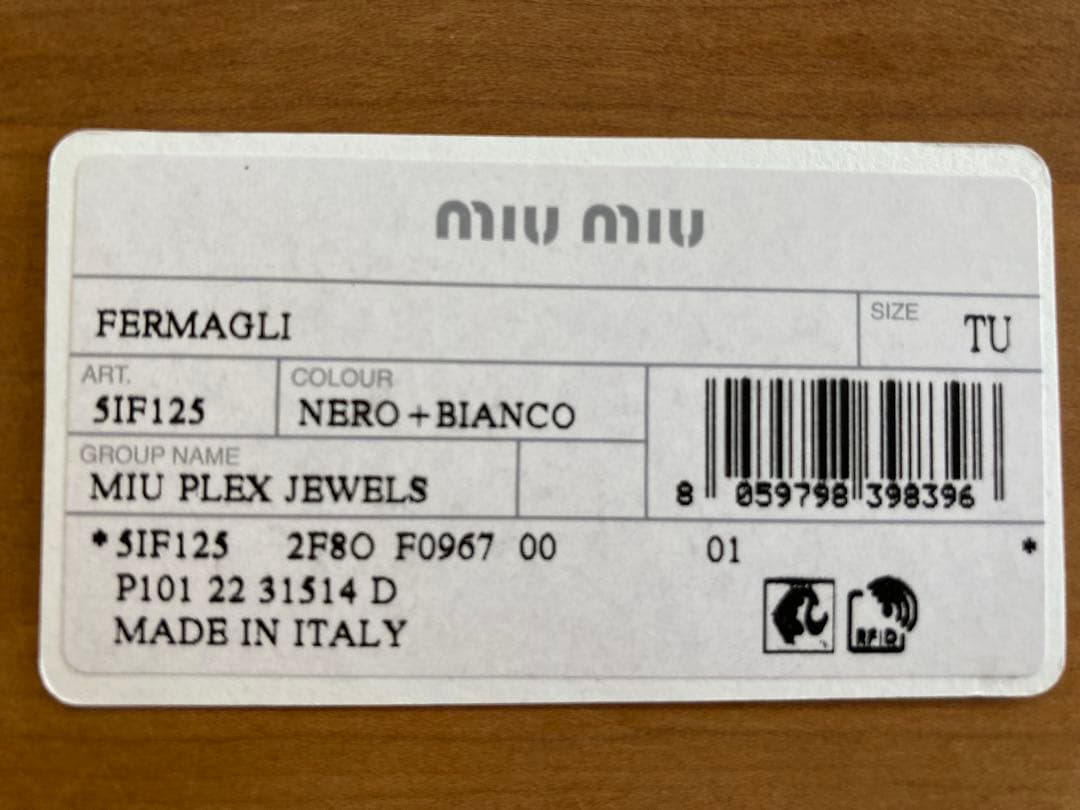 miu miu
FERMAGLI
SIZE TU
ART.
5IF125
COLOUR
NERO+BIANCO
GROUP NAME
MIU PLEX JEWELS
8 059798 398396
*5IF125 2F8O F0967 00 01 *
P101 22 31514 D
MADE IN ITALY
RFID